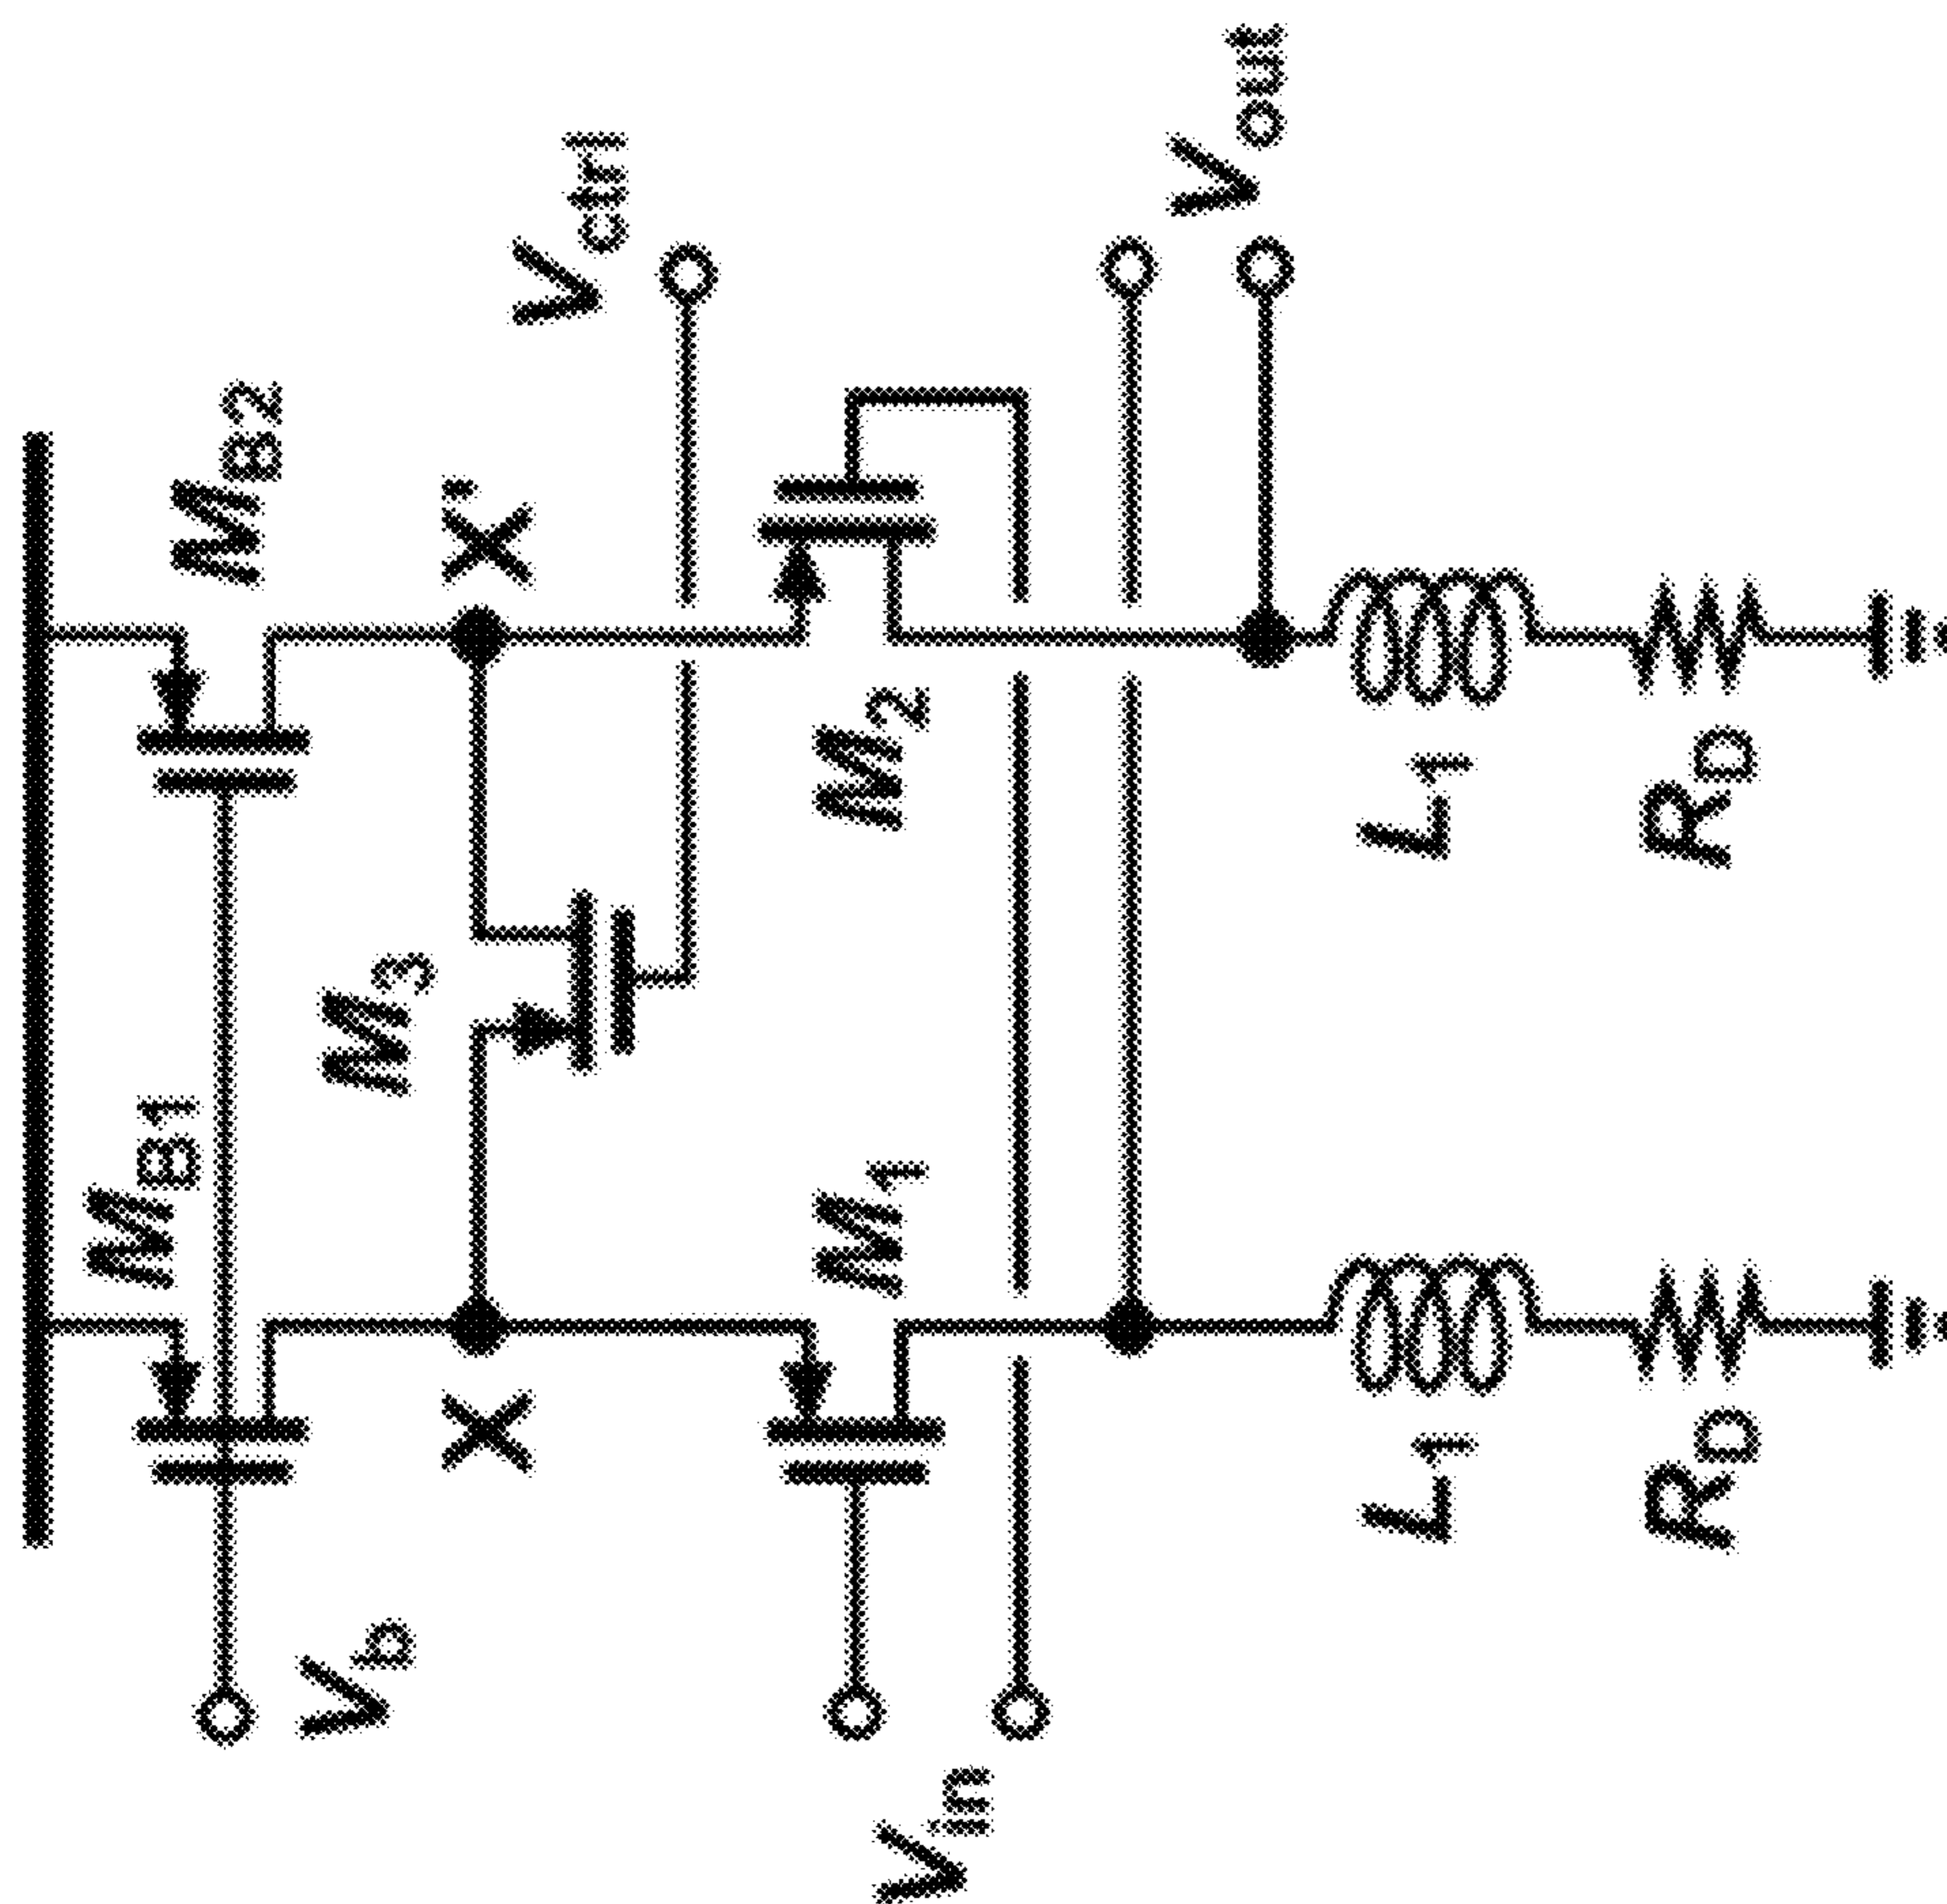 M_B1
M_B2
V_b
M_3
X
X'
V_ctrl
M_1
M_2
V_in
V_out
L_1
L_1
R_D
R_D